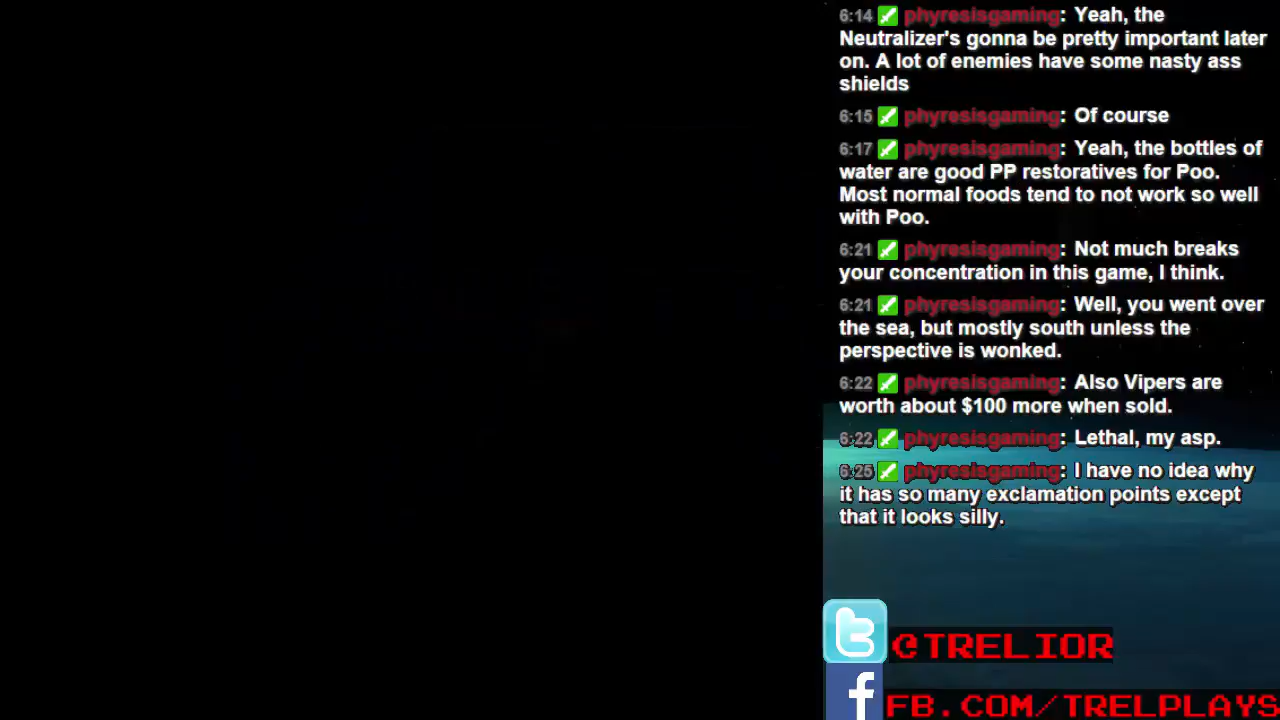 6:14 phyresisgaming: Yeah, the
Neutralizer's gonna be pretty important later
on. A lot of enemies have some nasty ass
shields
6:15 phyresisgaming: Of course
6:17 phyresisgaming: Yeah, the bottles of
water are good PP restoratives for Poo.
Most normal foods tend to not work so well
with Poo.
6:21 phyresisgaming: Not much breaks
your concentration in this game, I think.
6:21 phyresisgaming: Well, you went over
the sea, but mostly south unless the
perspective is wonked.
6:22 phyresisgaming: Also Vipers are
worth about $100 more when sold.
6:22 phyresisgaming: Lethal, my asp.
6:25 phyresisgaming: I have no idea why
it has so many exclamation points except
that it looks silly.
@TRELIOR
FB.COM/TRELPLAYS